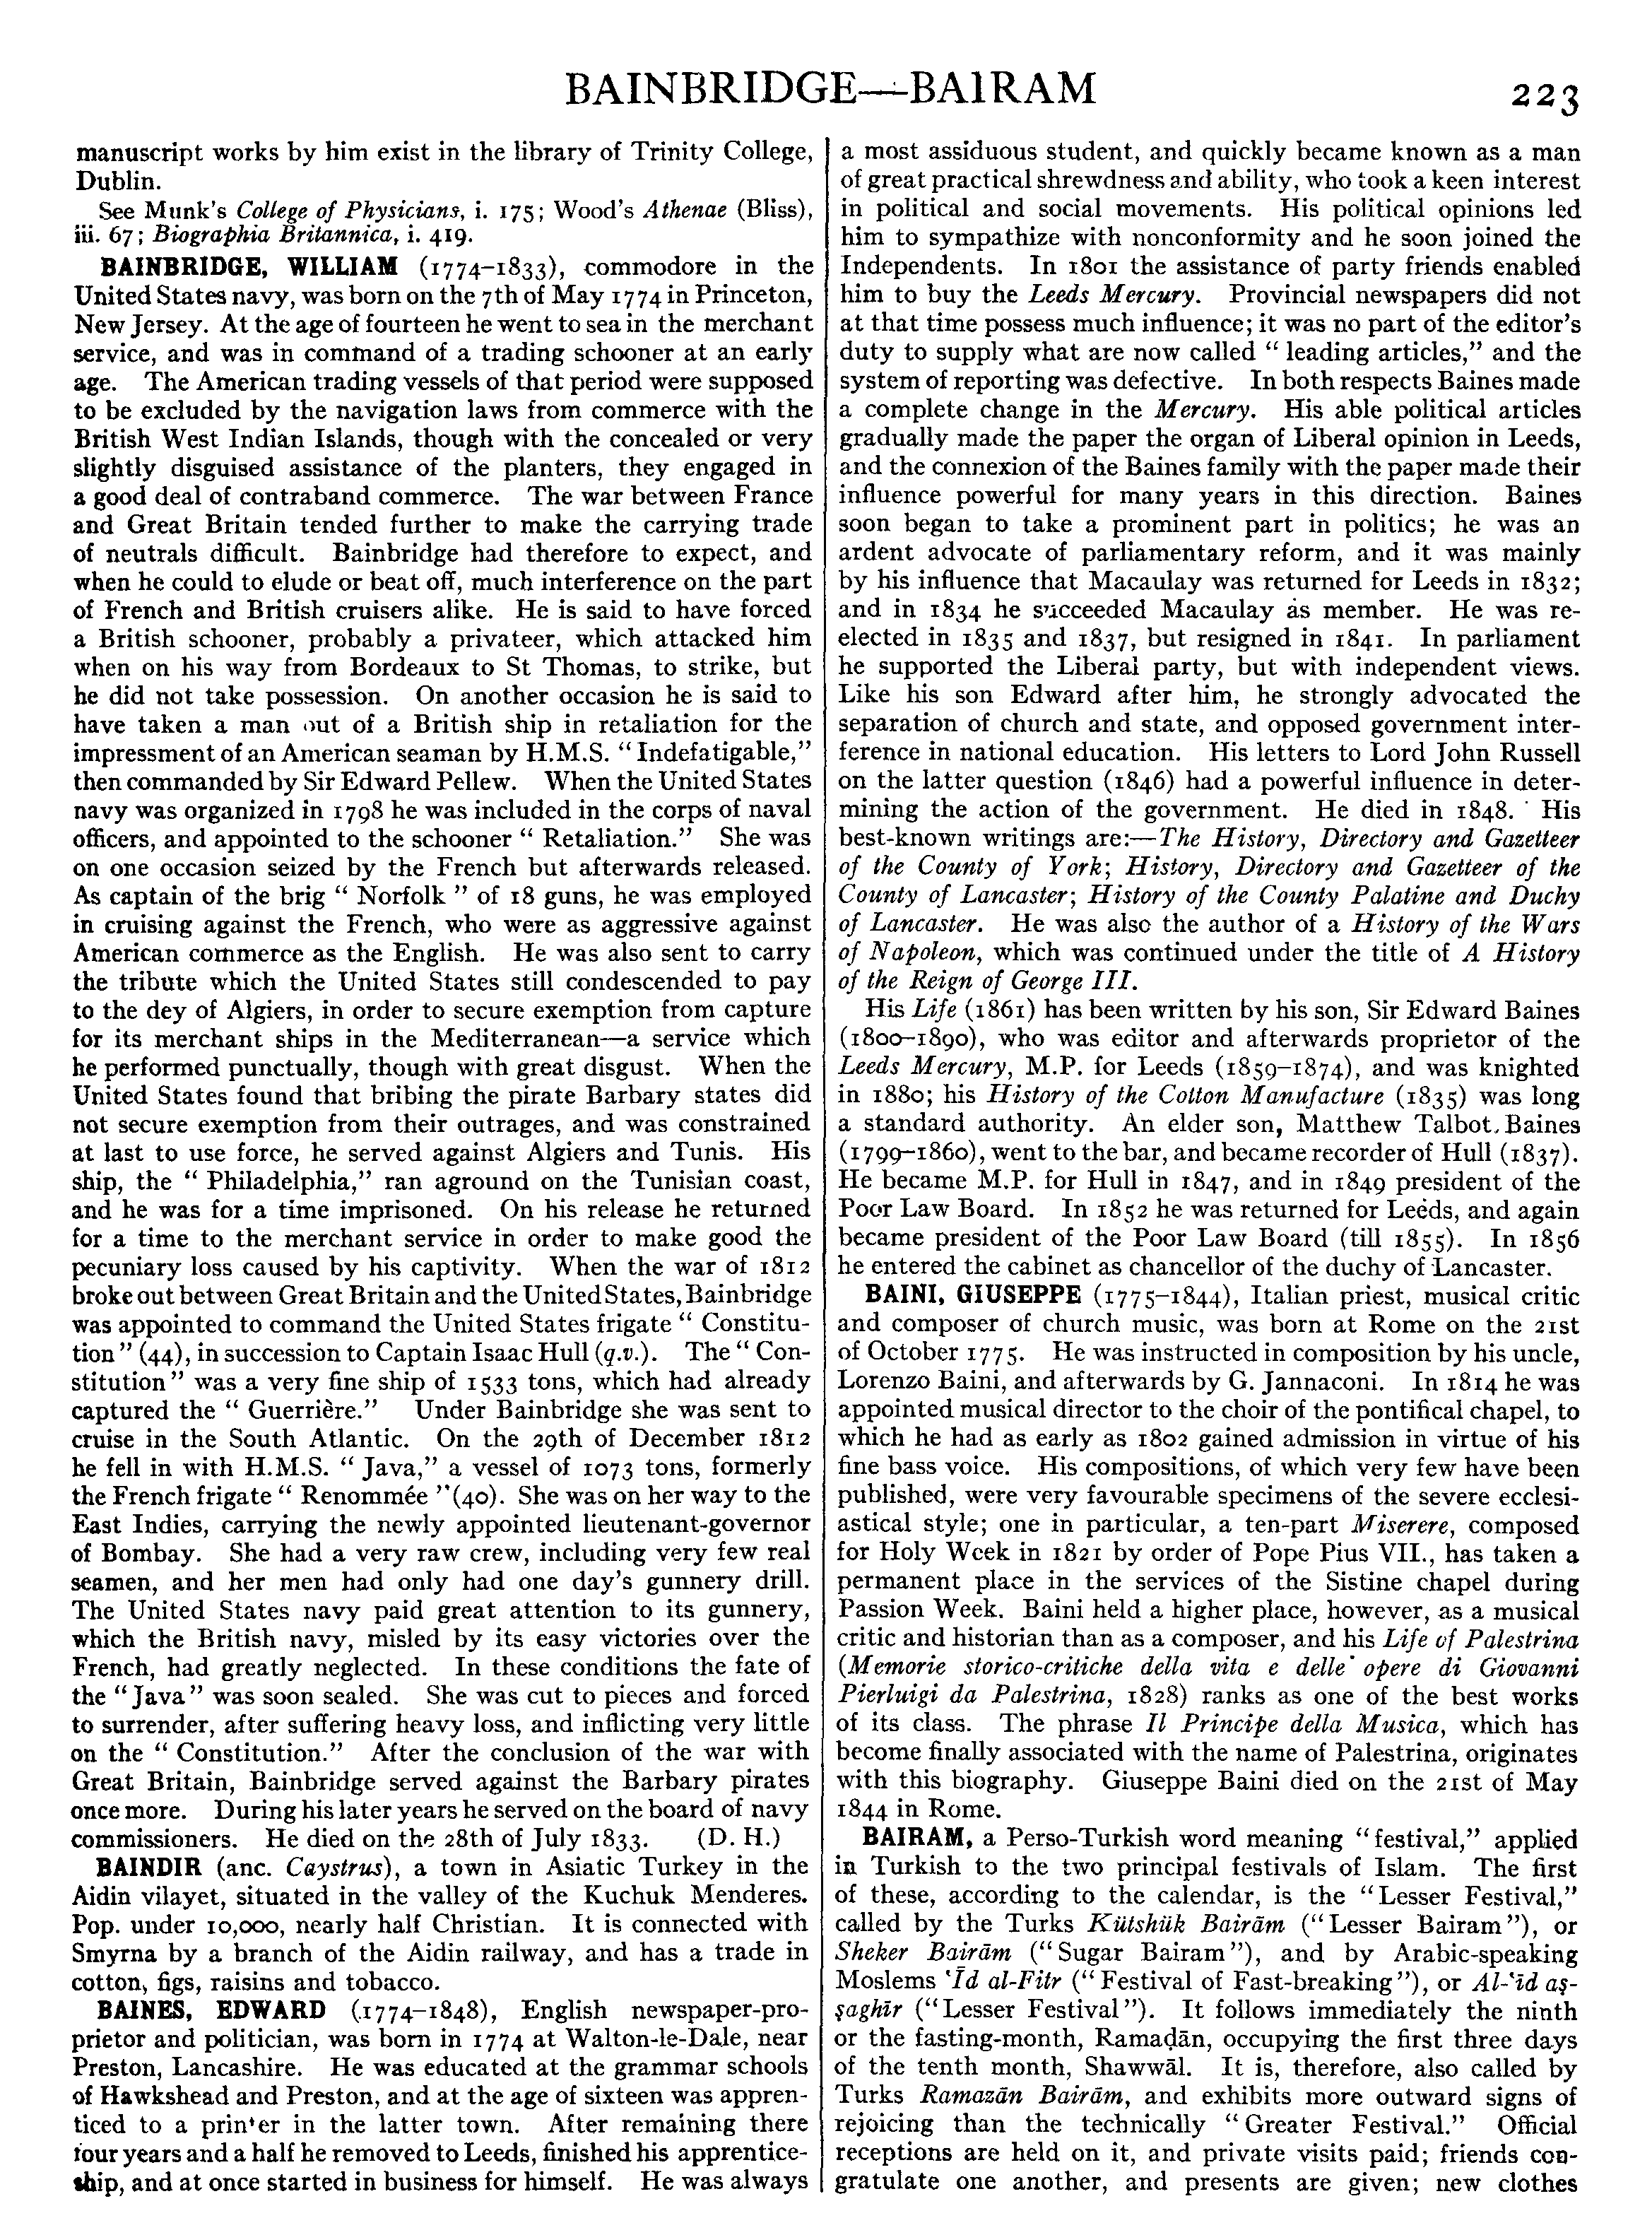 BAINBRIDGE—BAIRAM
223
manuscript works by him exist in the library of Trinity College,
Dublin.
See Munk's College of Physicians, i. 175; Wood's Athenae (Bliss),
iii. 67; Biographia Britannica, i. 419.
BAINBRIDGE, WILLIAM (1774–1833), commodore in the
United States navy, was born on the 7th of May 1774 in Princeton,
New Jersey. At the age of fourteen he went to sea in the merchant
service, and was in command of a trading schooner at an early
age. The American trading vessels of that period were supposed
to be excluded by the navigation laws from commerce with the
British West Indian Islands, though with the concealed or very
slightly disguised assistance of the planters, they engaged in
a good deal of contraband commerce. The war between France
and Great Britain tended further to make the carrying trade
of neutrals difficult. Bainbridge had therefore to expect, and
when he could to elude or beat off, much interference on the part
of French and British cruisers alike. He is said to have forced
a British schooner, probably a privateer, which attacked him
when on his way from Bordeaux to St Thomas, to strike, but
he did not take possession. On another occasion he is said to
have taken a man out of a British ship in retaliation for the
impressment of an American seaman by H.M.S. "Indefatigable,"
then commanded by Sir Edward Pellew. When the United States
navy was organized in 1798 he was included in the corps of naval
officers, and appointed to the schooner " Retaliation." She was
on one occasion seized by the French but afterwards released.
As captain of the brig " Norfolk " of 18 guns, he was employed
in cruising against the French, who were as aggressive against
American commerce as the English. He was also sent to carry
the tribute which the United States still condescended to pay
to the dey of Algiers, in order to secure exemption from capture
for its merchant ships in the Mediterranean—a service which
he performed punctually, though with great disgust. When the
United States found that bribing the pirate Barbary states did
not secure exemption from their outrages, and was constrained
at last to use force, he served against Algiers and Tunis. His
ship, the " Philadelphia," ran aground on the Tunisian coast,
and he was for a time imprisoned. On his release he returned
for a time to the merchant service in order to make good the
pecuniary loss caused by his captivity. When the war of 1812
broke out between Great Britain and the United States, Bainbridge
was appointed to command the United States frigate " Constitu-
tion " (44), in succession to Captain Isaac Hull (q.v.). The " Con-
stitution " was a very fine ship of 1533 tons, which had already
captured the " Guerrière." Under Bainbridge she was sent to
cruise in the South Atlantic. On the 29th of December 1812
he fell in with H.M.S. " Java," a vessel of 1073 tons, formerly
the French frigate " Renommée "(40). She was on her way to the
East Indies, carrying the newly appointed lieutenant-governor
of Bombay. She had a very raw crew, including very few real
seamen, and her men had only had one day's gunnery drill.
The United States navy paid great attention to its gunnery,
which the British navy, misled by its easy victories over the
French, had greatly neglected. In these conditions the fate of
the "Java" was soon sealed. She was cut to pieces and forced
to surrender, after suffering heavy loss, and inflicting very little
on the " Constitution." After the conclusion of the war with
Great Britain, Bainbridge served against the Barbary pirates
once more. During his later years he served on the board of navy
commissioners. He died on the 28th of July 1833. (D. H.)
BAINDIR (anc. Caystrus), a town in Asiatic Turkey in the
Aidin vilayet, situated in the valley of the Kuchuk Menderes.
Pop. under 10,000, nearly half Christian. It is connected with
Smyrna by a branch of the Aidin railway, and has a trade in
cotton, figs, raisins and tobacco.
BAINES, EDWARD (1774–1848), English newspaper-pro-
prietor and politician, was born in 1774 at Walton-le-Dale, near
Preston, Lancashire. He was educated at the grammar schools
of Hawkshead and Preston, and at the age of sixteen was appren-
ticed to a printer in the latter town. After remaining there
four years and a half he removed to Leeds, finished his apprentice-
ship, and at once started in business for himself. He was always
a most assiduous student, and quickly became known as a man
of great practical shrewdness and ability, who took a keen interest
in political and social movements. His political opinions led
him to sympathize with nonconformity and he soon joined the
Independents. In 1801 the assistance of party friends enabled
him to buy the Leeds Mercury. Provincial newspapers did not
at that time possess much influence; it was no part of the editor's
duty to supply what are now called " leading articles," and the
system of reporting was defective. In both respects Baines made
a complete change in the Mercury. His able political articles
gradually made the paper the organ of Liberal opinion in Leeds,
and the connexion of the Baines family with the paper made their
influence powerful for many years in this direction. Baines
soon began to take a prominent part in politics; he was an
ardent advocate of parliamentary reform, and it was mainly
by his influence that Macaulay was returned for Leeds in 1832;
and in 1834 he succeeded Macaulay as member. He was re-
elected in 1835 and 1837, but resigned in 1841. In parliament
he supported the Liberal party, but with independent views.
Like his son Edward after him, he strongly advocated the
separation of church and state, and opposed government inter-
ference in national education. His letters to Lord John Russell
on the latter question (1846) had a powerful influence in deter-
mining the action of the government. He died in 1848. His
best-known writings are:—The History, Directory and Gazetteer
of the County of York; History, Directory and Gazetteer of the
County of Lancaster; History of the County Palatine and Duchy
of Lancaster. He was also the author of a History of the Wars
of Napoleon, which was continued under the title of A History
of the Reign of George III.
His Life (1861) has been written by his son, Sir Edward Baines
(1800–1890), who was editor and afterwards proprietor of the
Leeds Mercury, M.P. for Leeds (1859–1874), and was knighted
in 1880; his History of the Cotton Manufacture (1835) was long
a standard authority. An elder son, Matthew Talbot Baines
(1799–1860), went to the bar, and became recorder of Hull (1837).
He became M.P. for Hull in 1847, and in 1849 president of the
Poor Law Board. In 1852 he was returned for Leeds, and again
became president of the Poor Law Board (till 1855). In 1856
he entered the cabinet as chancellor of the duchy of Lancaster.
BAINI, GIUSEPPE (1775–1844), Italian priest, musical critic
and composer of church music, was born at Rome on the 21st
of October 1775. He was instructed in composition by his uncle,
Lorenzo Baini, and afterwards by G. Jannaconi. In 1814 he was
appointed musical director to the choir of the pontifical chapel, to
which he had as early as 1802 gained admission in virtue of his
fine bass voice. His compositions, of which very few have been
published, were very favourable specimens of the severe ecclesi-
astical style; one in particular, a ten-part Miserere, composed
for Holy Week in 1821 by order of Pope Pius VII., has taken a
permanent place in the services of the Sistine chapel during
Passion Week. Baini held a higher place, however, as a musical
critic and historian than as a composer, and his Life of Palestrina
(Memorie storico-critiche della vita e delle opere di Giovanni
Pierluigi da Palestrina, 1828) ranks as one of the best works
of its class. The phrase Il Principe della Musica, which has
become finally associated with the name of Palestrina, originates
with this biography. Giuseppe Baini died on the 21st of May
1844 in Rome.
BAIRAM, a Perso-Turkish word meaning "festival," applied
in Turkish to the two principal festivals of Islam. The first
of these, according to the calendar, is the "Lesser Festival,"
called by the Turks Kütshük Bairām ("Lesser Bairam"), or
Sheker Bairām ("Sugar Bairam"), and by Arabic-speaking
Moslems ‛Īd al-Fitr ("Festival of Fast-breaking"), or Al-‛id aṣ-
ṣaghīr ("Lesser Festival"). It follows immediately the ninth
or the fasting-month, Ramaḍān, occupying the first three days
of the tenth month, Shawwāl. It is, therefore, also called by
Turks Ramazān Bairām, and exhibits more outward signs of
rejoicing than the technically "Greater Festival." Official
receptions are held on it, and private visits paid; friends con-
gratulate one another, and presents are given; new clothes